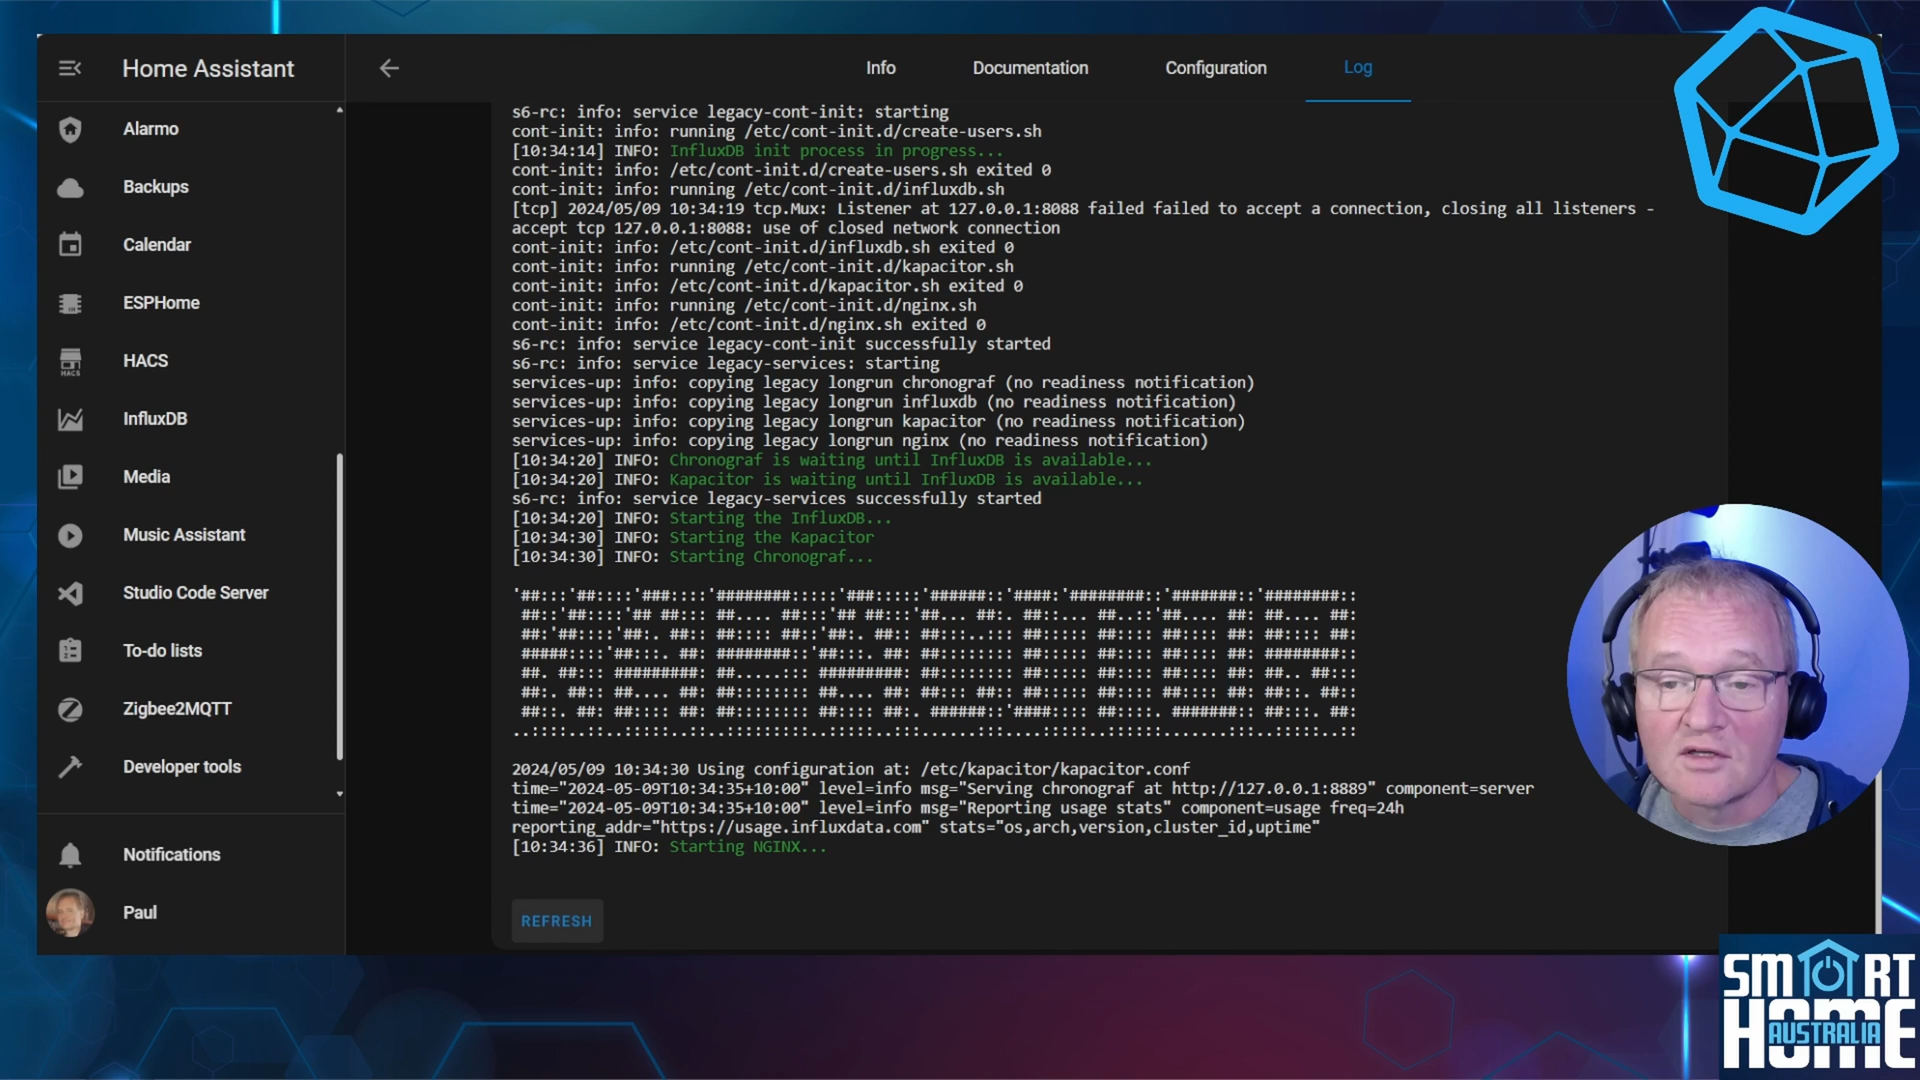 Home Assistant
Info
Documentation
Configuration
Log
Alarmo
Backups
Calendar
ESPHome
HACS
HACS
InfluxDB
Media
Music Assistant
Studio Code Server
To-do lists
Zigbee2MQTT
Developer tools
Notifications
Paul
s6-rc: info: service legacy-cont-init: starting
cont-init: info: running /etc/cont-init.d/create-users.sh
[10:34:14] INFO: InfluxDB init process in progress...
cont-init: info: /etc/cont-init.d/create-users.sh exited 0
cont-init: info: running /etc/cont-init.d/influxdb.sh
[tcp] 2024/05/09 10:34:19 tcp.Mux: Listener at 127.0.0.1:8088 failed failed to accept a connection, closing all listeners -
accept tcp 127.0.0.1:8088: use of closed network connection
cont-init: info: /etc/cont-init.d/influxdb.sh exited 0
cont-init: info: running /etc/cont-init.d/kapacitor.sh
cont-init: info: /etc/cont-init.d/kapacitor.sh exited 0
cont-init: info: running /etc/cont-init.d/nginx.sh
cont-init: info: /etc/cont-init.d/nginx.sh exited 0
s6-rc: info: service legacy-cont-init successfully started
s6-rc: info: service legacy-services: starting
services-up: info: copying legacy longrun chronograf (no readiness notification)
services-up: info: copying legacy longrun influxdb (no readiness notification)
services-up: info: copying legacy longrun kapacitor (no readiness notification)
services-up: info: copying legacy longrun nginx (no readiness notification)
[10:34:20] INFO: Chronograf is waiting until InfluxDB is available...
[10:34:20] INFO: Kapacitor is waiting until InfluxDB is available...
s6-rc: info: service legacy-services successfully started
[10:34:20] INFO: Starting the InfluxDB...
[10:34:30] INFO: Starting the Kapacitor
[10:34:30] INFO: Starting Chronograf...
KAPACITOR
2024/05/09 10:34:30 Using configuration at: /etc/kapacitor/kapacitor.conf
time="2024-05-09T10:34:35+10:00" level=info msg="Serving chronograf at http://127.0.0.1:8889" component=server
time="2024-05-09T10:34:35+10:00" level=info msg="Reporting usage stats" component=usage freq=24h
reporting_addr="https://usage.influxdata.com" stats="os,arch,version,cluster_id,uptime"
[10:34:36] INFO: Starting NGINX...
REFRESH
SMART
HOME
AUSTRALIA